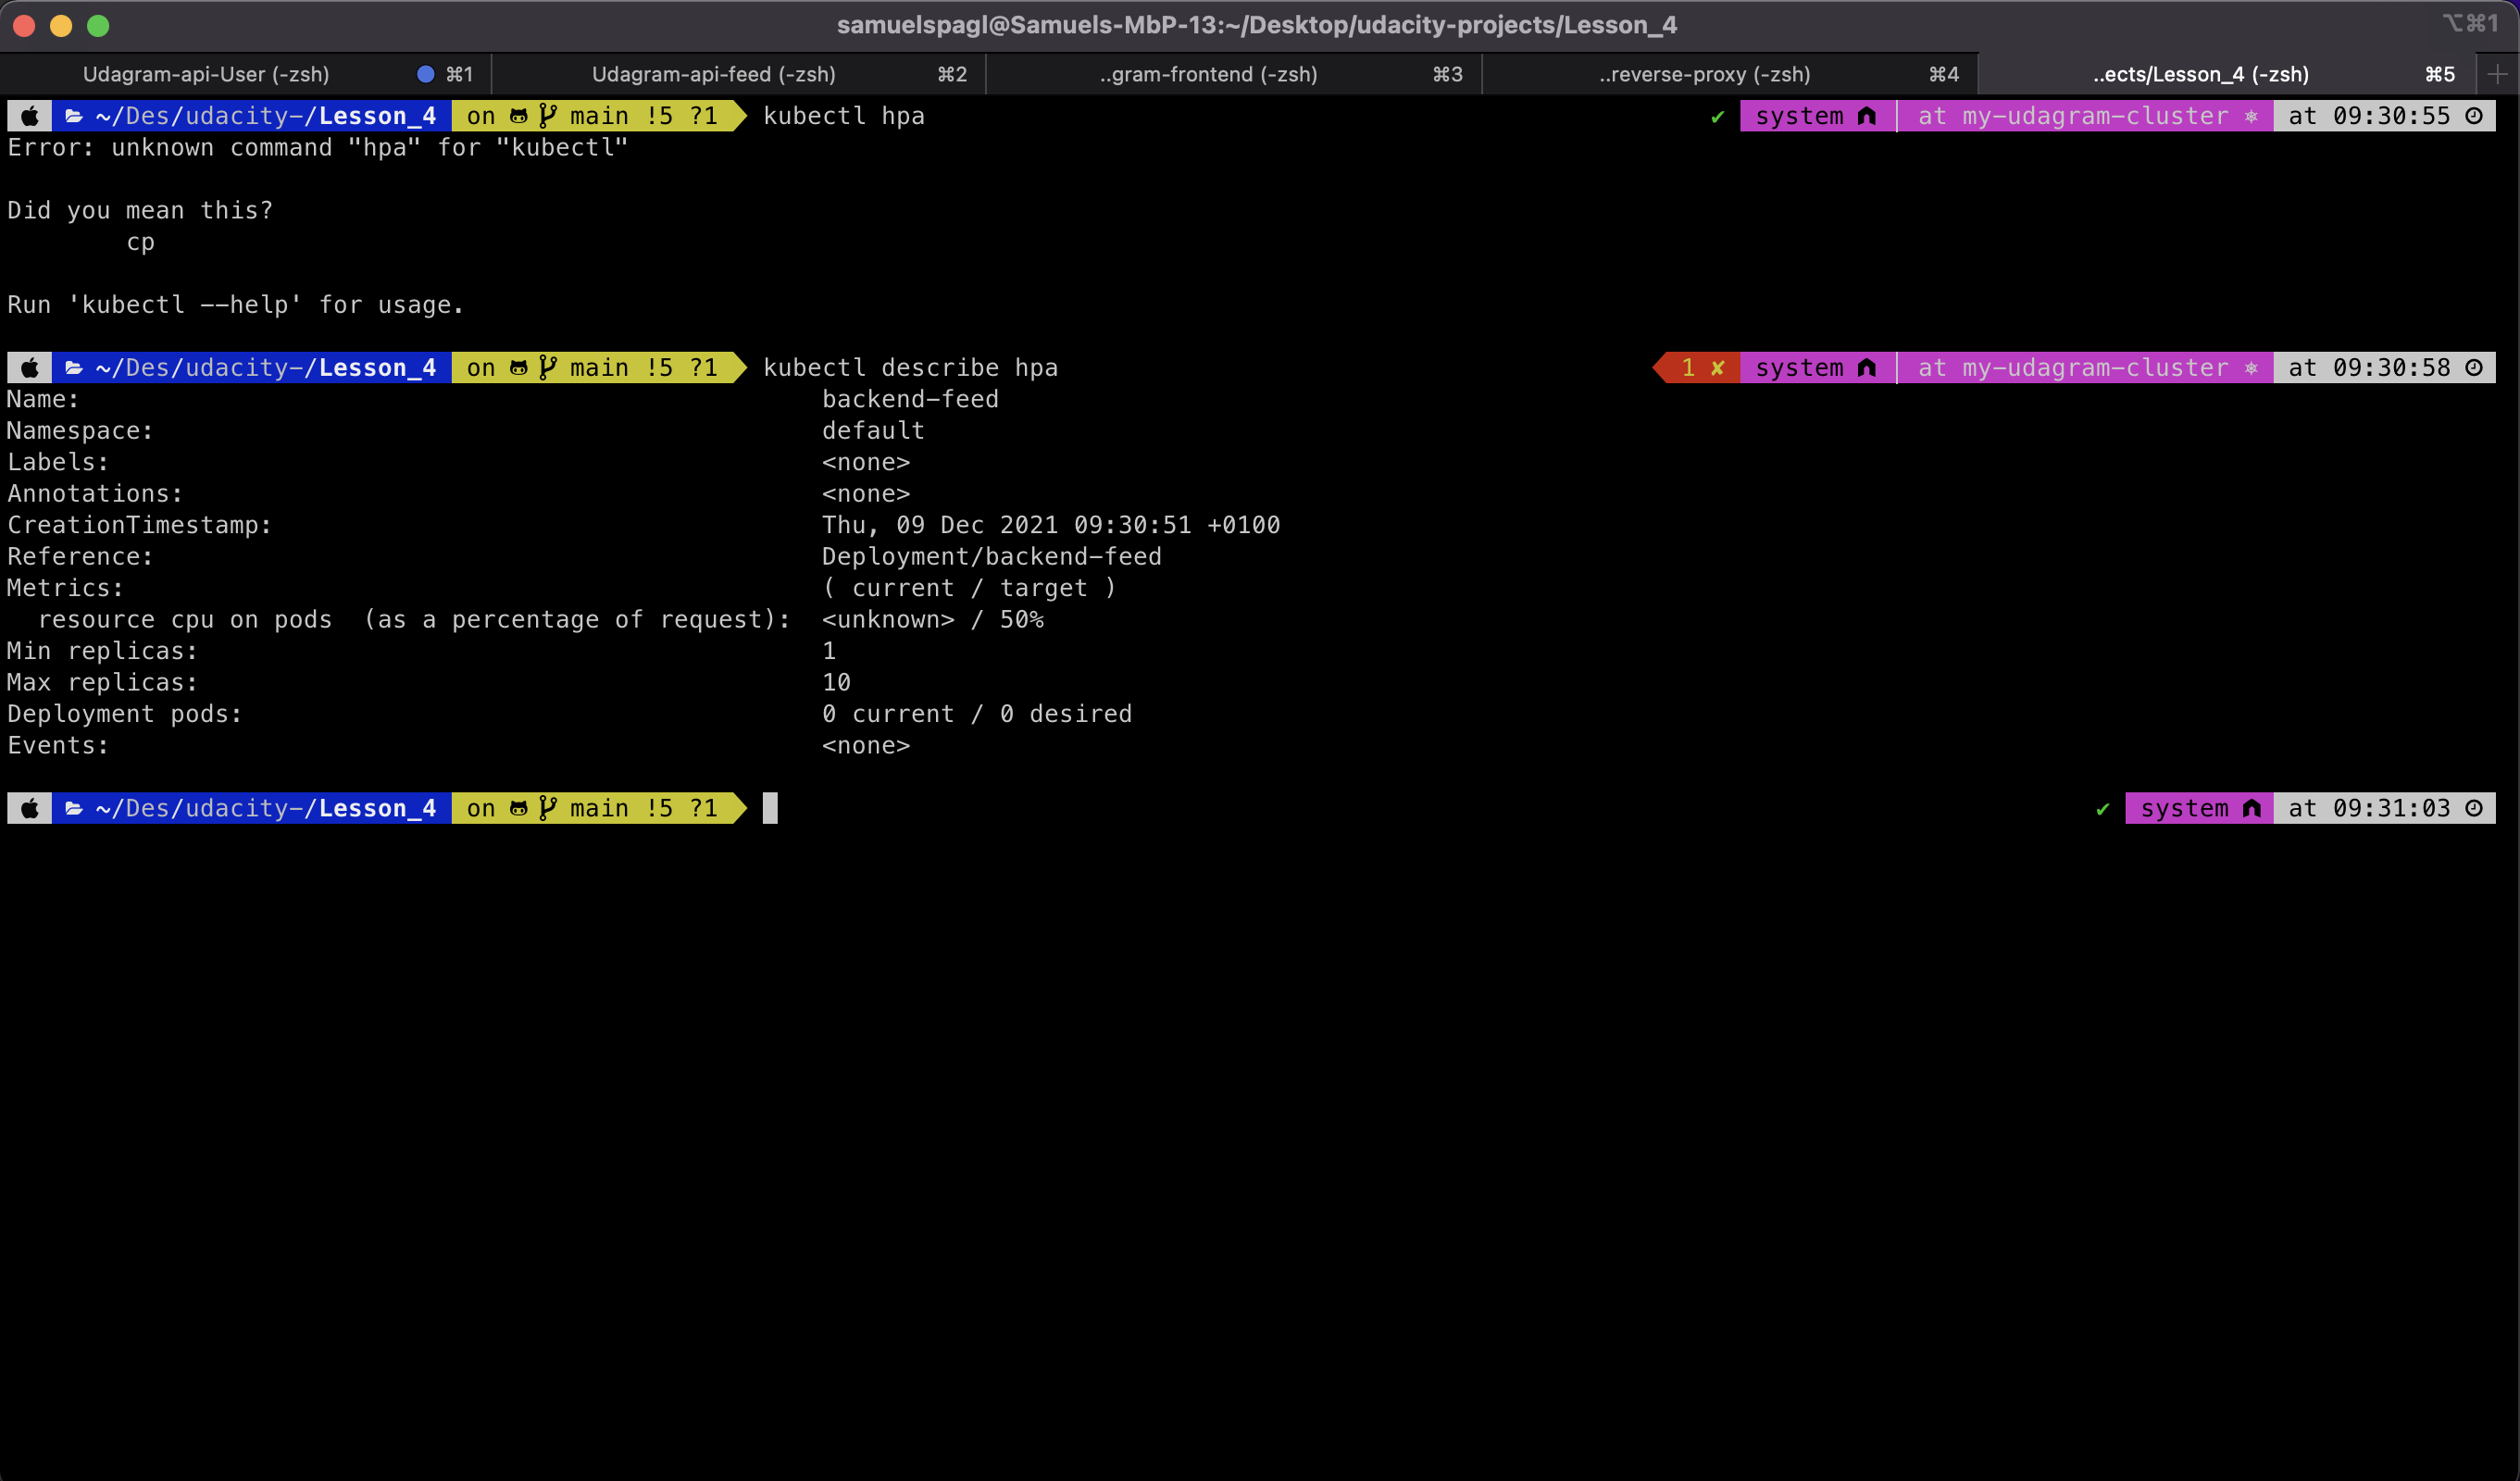 samuelspagl@Samuels-MbP-13:~/Desktop/udacity-projects/Lesson_4 ⌥⌘1
Udagram-api-User (-zsh) ⌘1 Udagram-api-feed (-zsh) ⌘2 ..gram-frontend (-zsh) ⌘3 ..reverse-proxy (-zsh) ⌘4 ..ects/Lesson_4 (-zsh) ⌘5
~/Des/udacity-/Lesson_4 on main !5 ?1 kubectl hpa ✔ system at my-udagram-cluster at 09:30:55
Error: unknown command "hpa" for "kubectl"
Did you mean this?
cp
Run 'kubectl --help' for usage.
~/Des/udacity-/Lesson_4 on main !5 ?1 kubectl describe hpa 1 ✘ system at my-udagram-cluster at 09:30:58
Name: backend-feed
Namespace: default
Labels: <none>
Annotations: <none>
CreationTimestamp: Thu, 09 Dec 2021 09:30:51 +0100
Reference: Deployment/backend-feed
Metrics: ( current / target )
resource cpu on pods (as a percentage of request): <unknown> / 50%
Min replicas: 1
Max replicas: 10
Deployment pods: 0 current / 0 desired
Events: <none>
~/Des/udacity-/Lesson_4 on main !5 ?1 ✔ system at 09:31:03